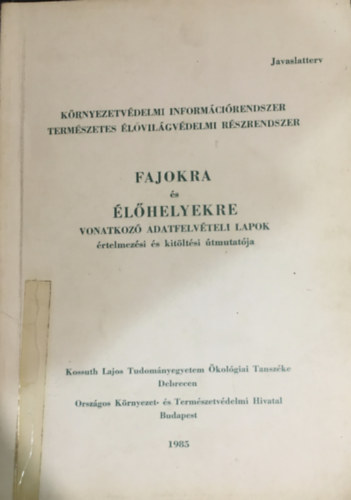 Javaslatterv
KÖRNYEZETVÉDELMI INFORMÁCIÓRENDSZER
TERMÉSZETES ÉLŐVILÁGVÉDELMI RÉSZRENDSZER
FAJOKRA
és
ÉLŐHELYEKRE
VONATKOZÓ ADATFELVÉTELI LAPOK
értelmezési és kitöltési útmutatója
Kossuth Lajos Tudományegyetem Ökológiai Tanszéke
Debrecen
Országos Környezet- és Természetvédelmi Hivatal
Budapest
1985